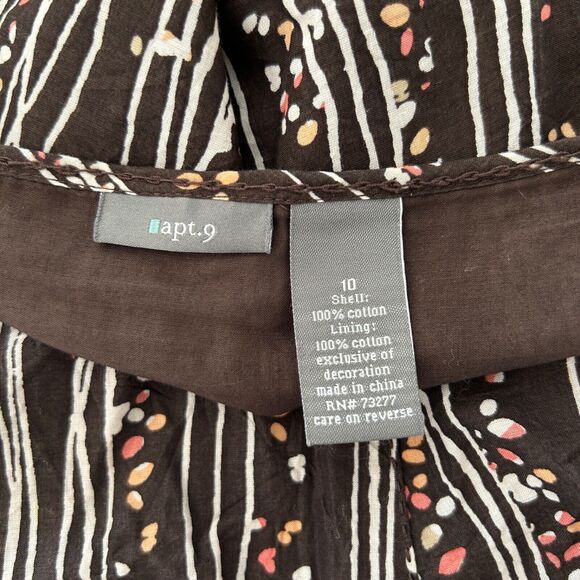 apt.9
10
Shell:
100% cotton
Lining:
100% cotton
exclusive of
decoration
made in china
RN# 73277
care on reverse